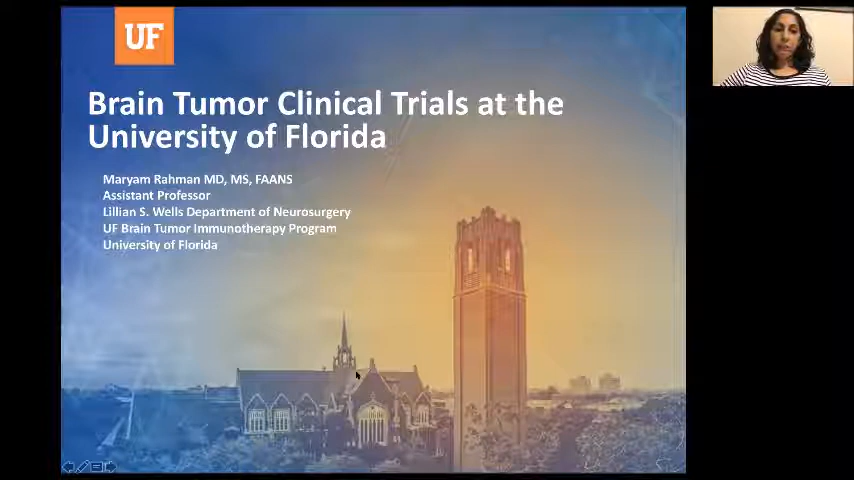 UF
Brain Tumor Clinical Trials at the
University of Florida
Maryam Rahman MD, MS, FAANS
Assistant Professor
Lillian S. Wells Department of Neurosurgery
UF Brain Tumor Immunotherapy Program
University of Florida